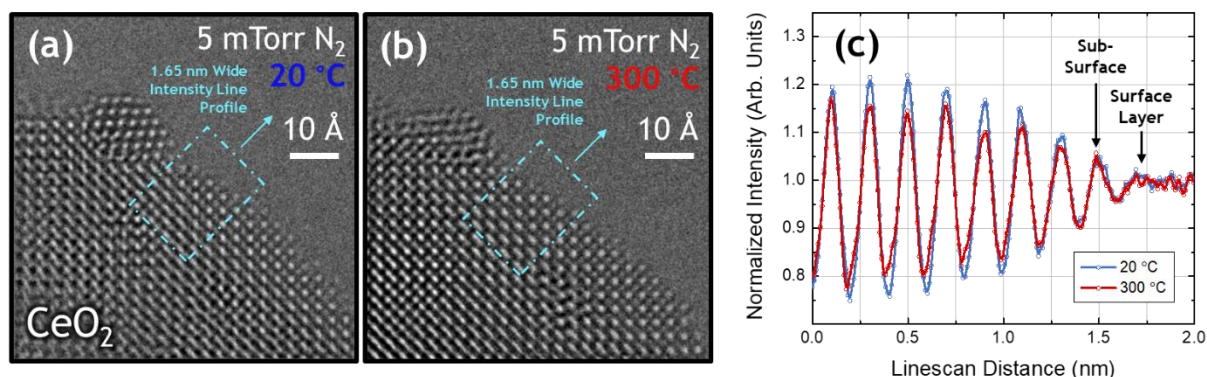 (a)
5 mTorr N2
20 °C
1.65 nm Wide
Intensity Line
Profile
10 Å
CeO2
(b)
5 mTorr N2
300 °C
1.65 nm Wide
Intensity Line
Profile
10 Å
(c)
Normalized Intensity (Arb. Units)
1.3
1.2
1.1
1.0
0.9
0.8
Sub-
Surface
Surface
Layer
20 °C
300 °C
0.0 0.5 1.0 1.5 2.0
Linescan Distance (nm)